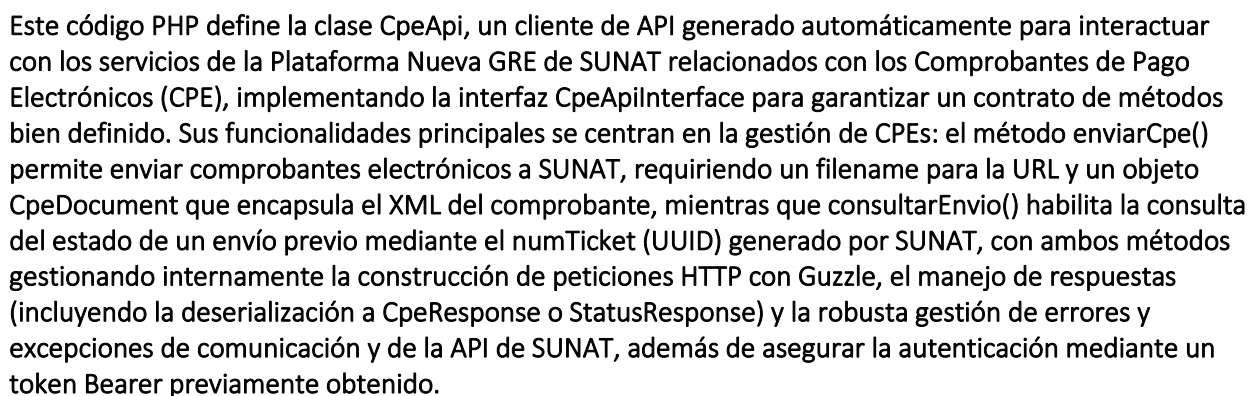 Este código PHP define la clase CpeApi, un cliente de API generado automáticamente para interactuar
con los servicios de la Plataforma Nueva GRE de SUNAT relacionados con los Comprobantes de Pago
Electrónicos (CPE), implementando la interfaz CpeApiInterface para garantizar un contrato de métodos
bien definido. Sus funcionalidades principales se centran en la gestión de CPEs: el método enviarCpe()
permite enviar comprobantes electrónicos a SUNAT, requiriendo un filename para la URL y un objeto
CpeDocument que encapsula el XML del comprobante, mientras que consultarEnvio() habilita la consulta
del estado de un envío previo mediante el numTicket (UUID) generado por SUNAT, con ambos métodos
gestionando internamente la construcción de peticiones HTTP con Guzzle, el manejo de respuestas
(incluyendo la deserialización a CpeResponse o StatusResponse) y la robusta gestión de errores y
excepciones de comunicación y de la API de SUNAT, además de asegurar la autenticación mediante un
token Bearer previamente obtenido.